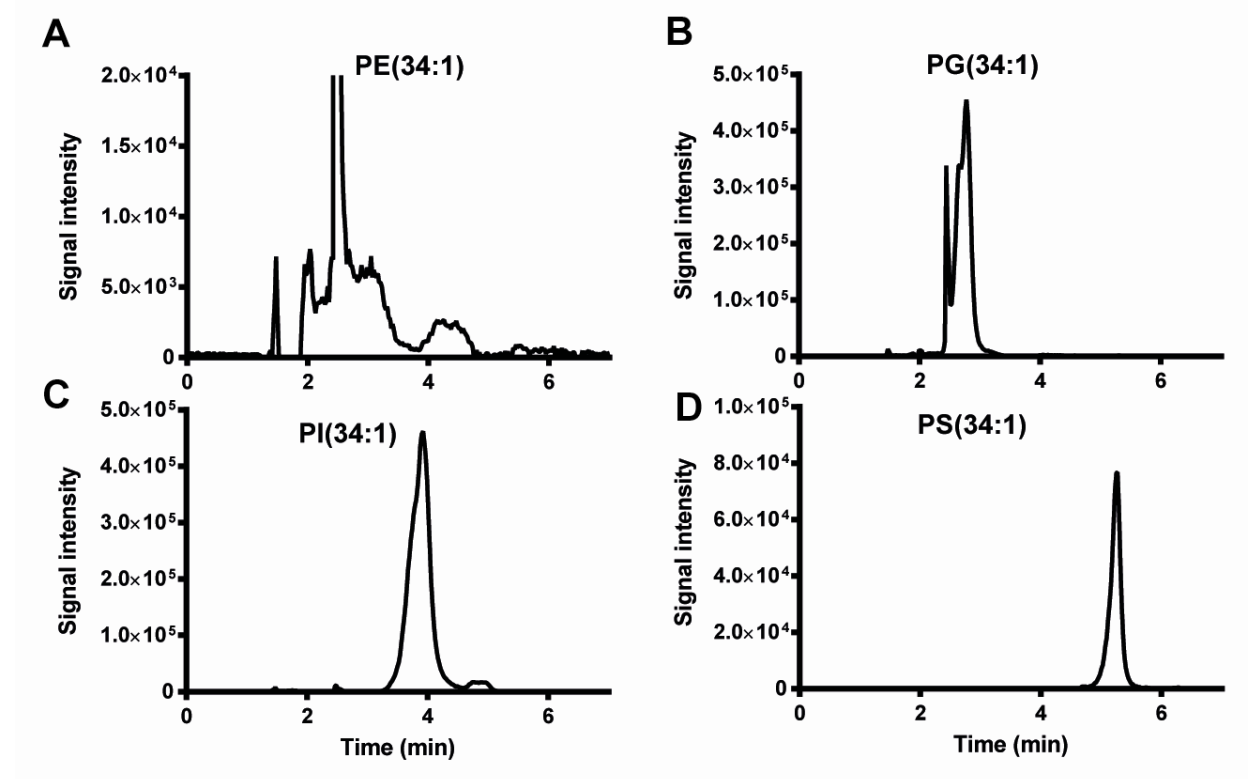 A
PE(34:1)
Signal intensity
2.0×10⁴
1.5×10⁴
1.0×10⁴
5.0×10³
0
0 2 4 6
B
PG(34:1)
Signal intensity
5.0×10⁵
4.0×10⁵
3.0×10⁵
2.0×10⁵
1.0×10⁵
0
0 2 4 6
C
PI(34:1)
Signal intensity
5.0×10⁵
4.0×10⁵
3.0×10⁵
2.0×10⁵
1.0×10⁵
0
0 2 4 6
Time (min)
D
PS(34:1)
Signal intensity
1.0×10⁵
8.0×10⁴
6.0×10⁴
4.0×10⁴
2.0×10⁴
0
0 2 4 6
Time (min)